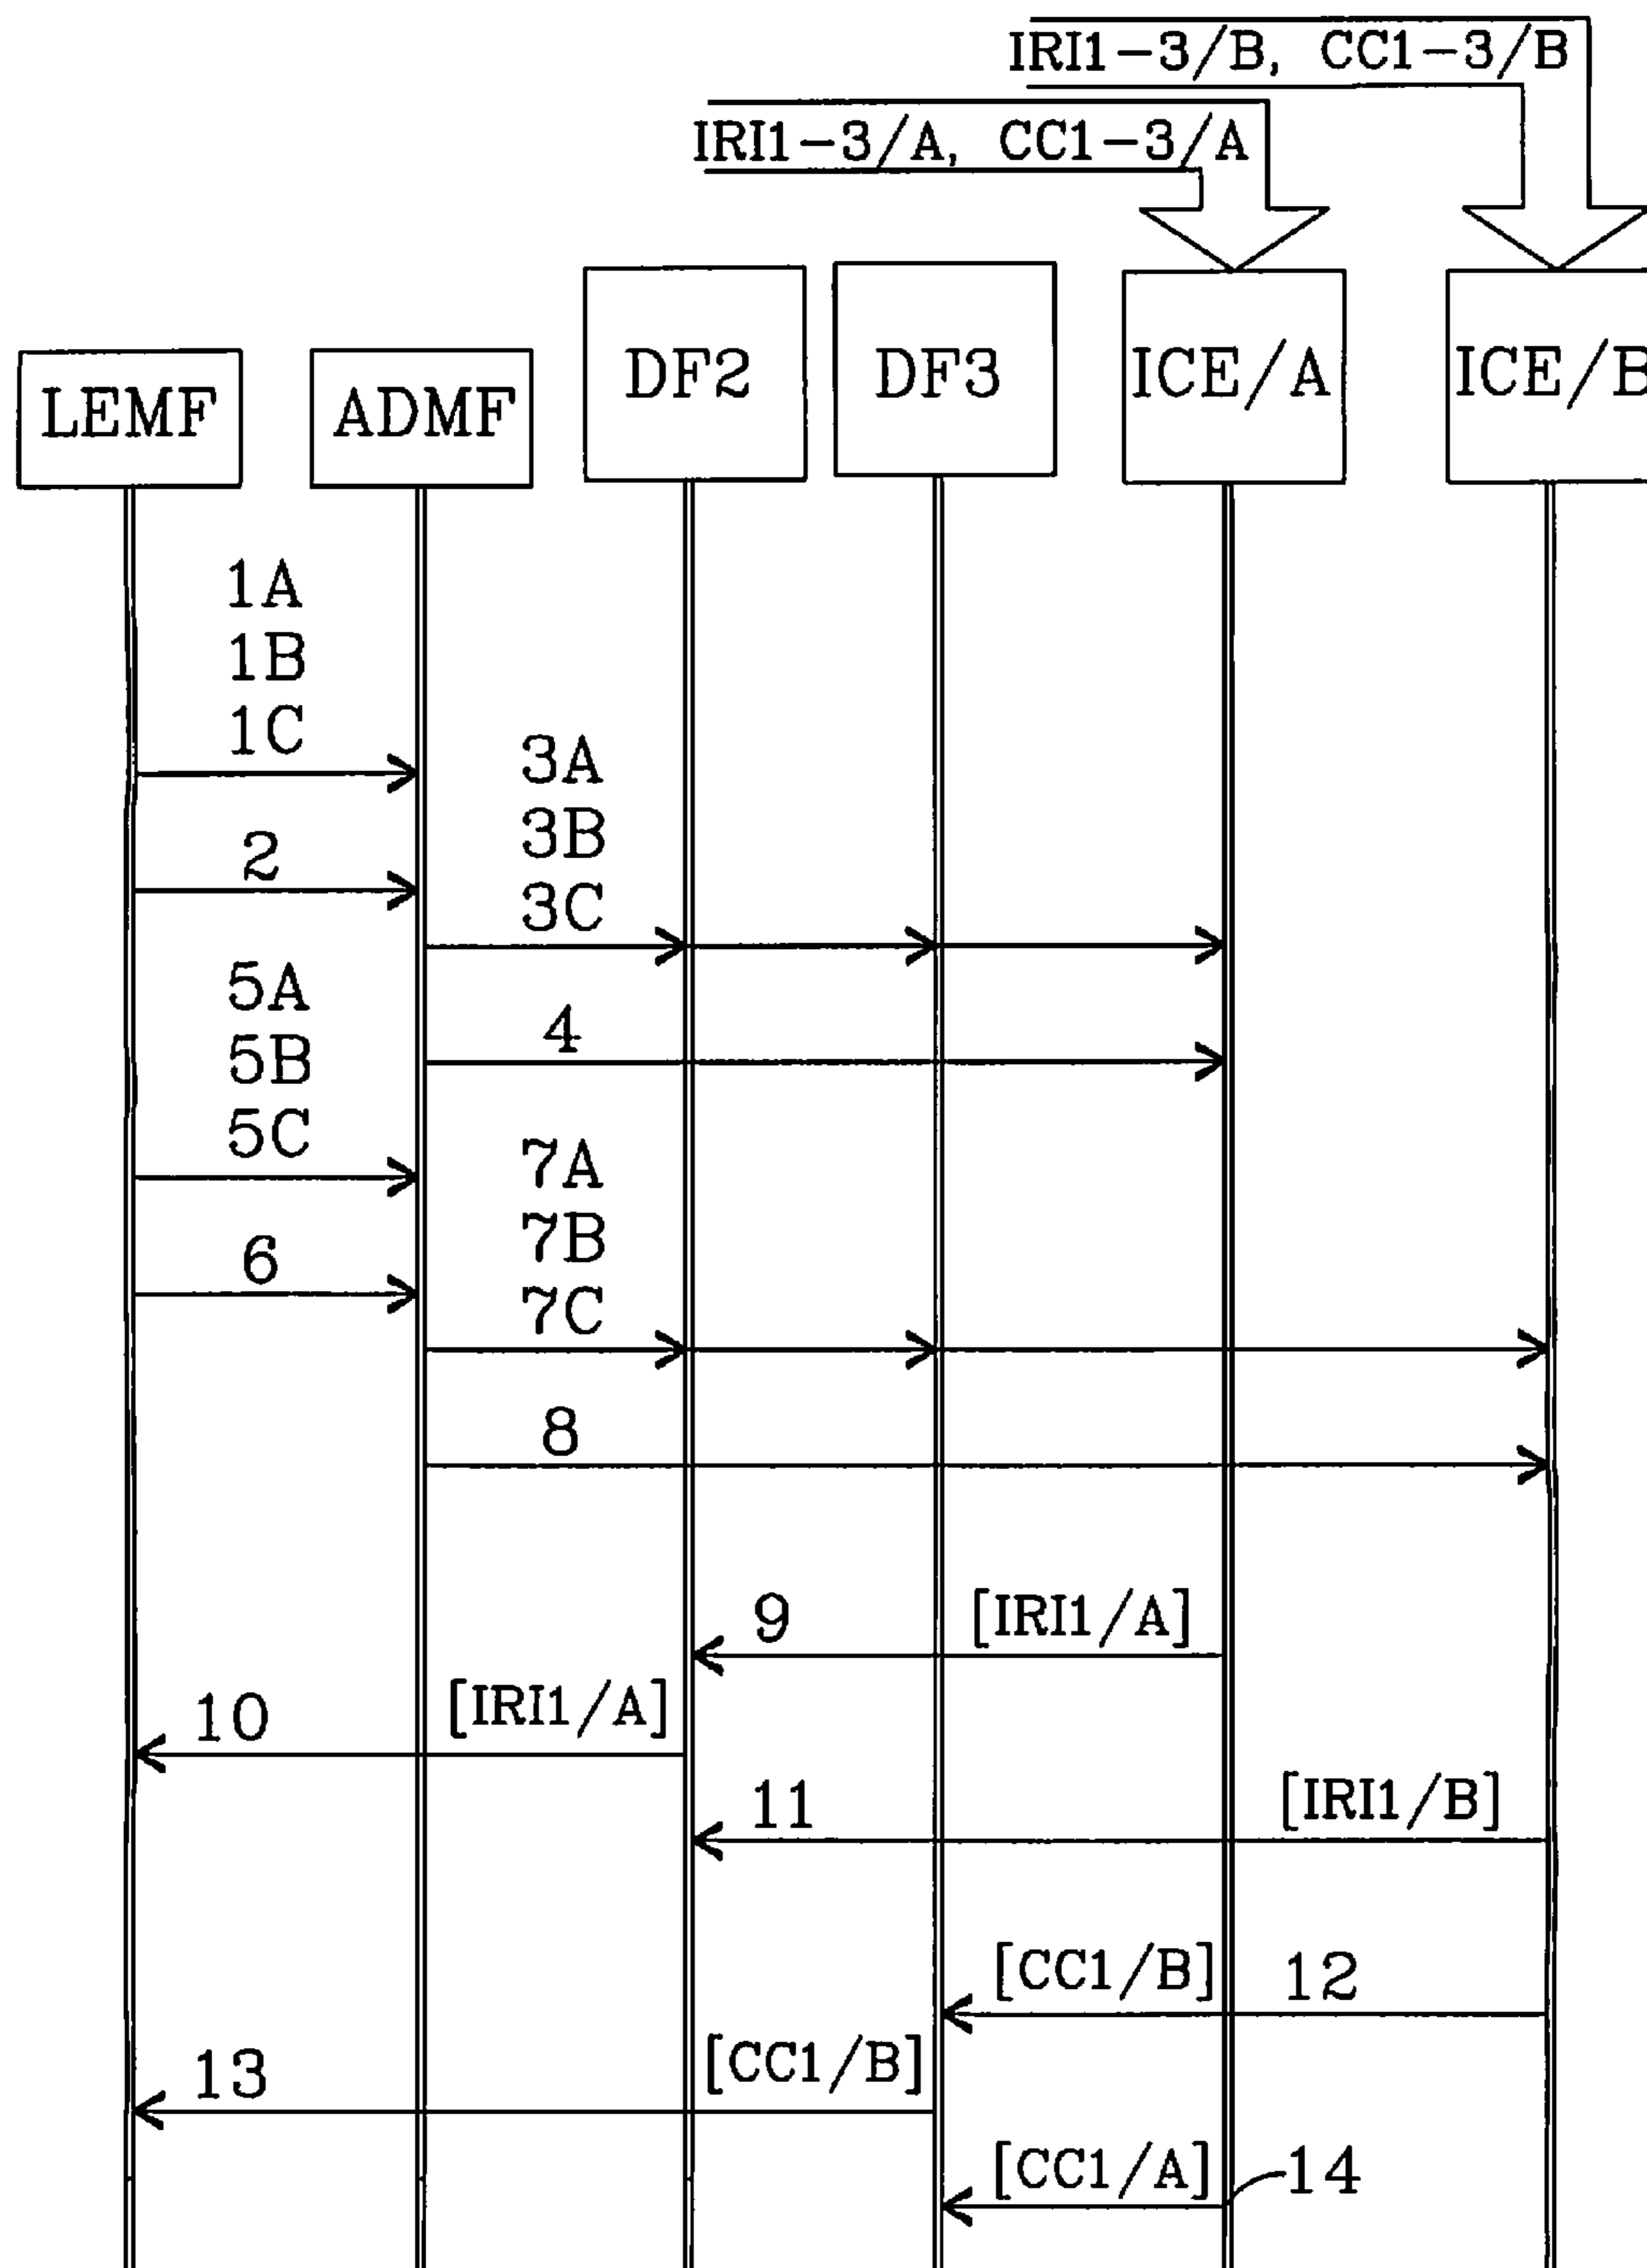 IRI1-3/B, CC1-3/B
IRI1-3/A, CC1-3/A
LEMF
ADMF
DF2
DF3
ICE/A
ICE/B
1A
1B
1C
2
3A
3B
3C
4
5A
5B
5C
6
7A
7B
7C
8
9 [IRI1/A]
10 [IRI1/A]
11 [IRI1/B]
[CC1/B] 12
13 [CC1/B]
[CC1/A] 14